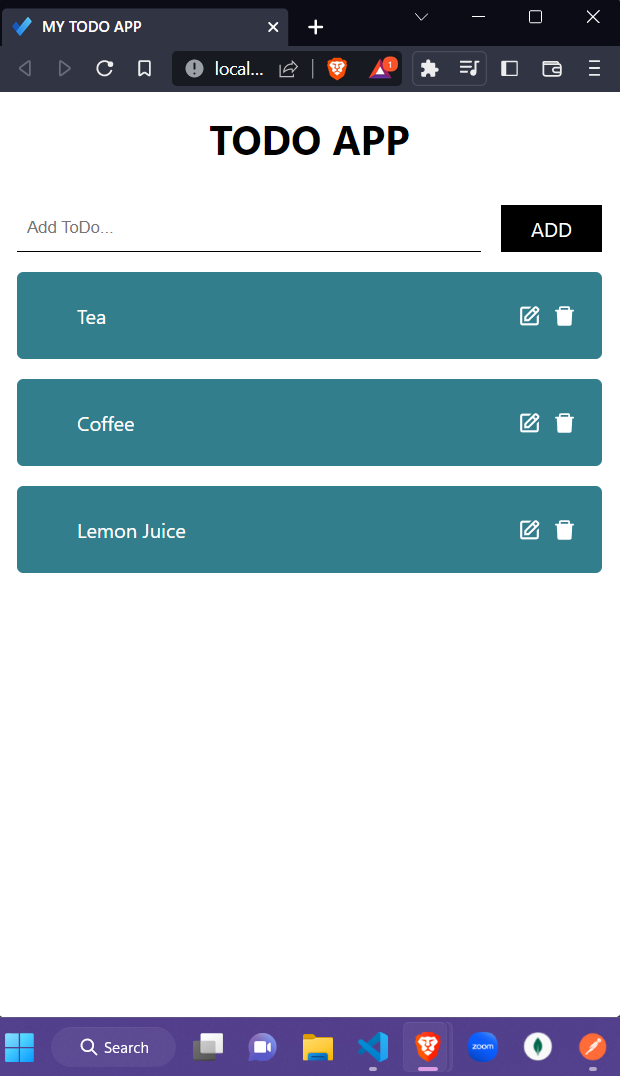 MY TODO APP
local...
1
TODO APP
Add ToDo...
ADD
Tea
Coffee
Lemon Juice
Search
zoom